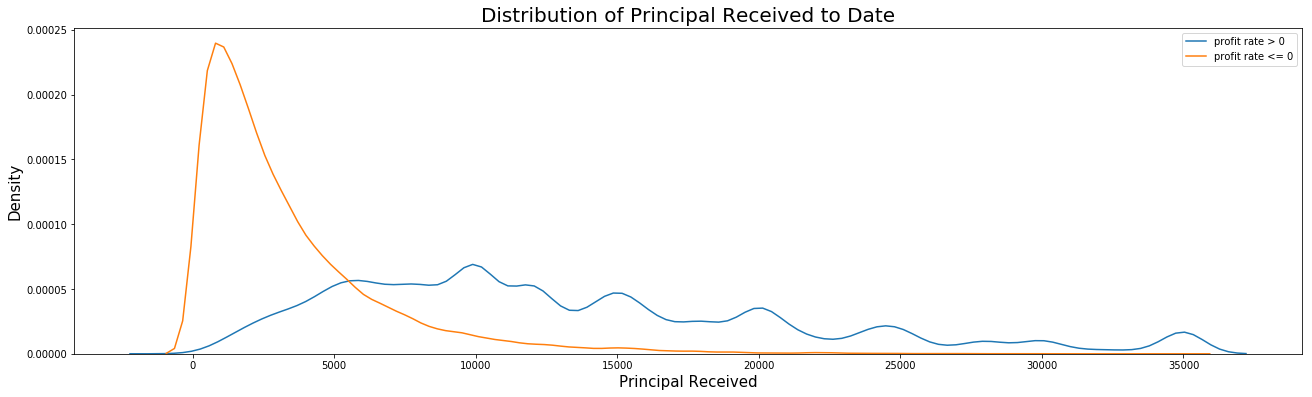 Distribution of Principal Received to Date
profit rate > 0
profit rate <= 0
Density
0.00025
0.00020
0.00015
0.00010
0.00005
0.00000
0 5000 10000 15000 20000 25000 30000 35000
Principal Received